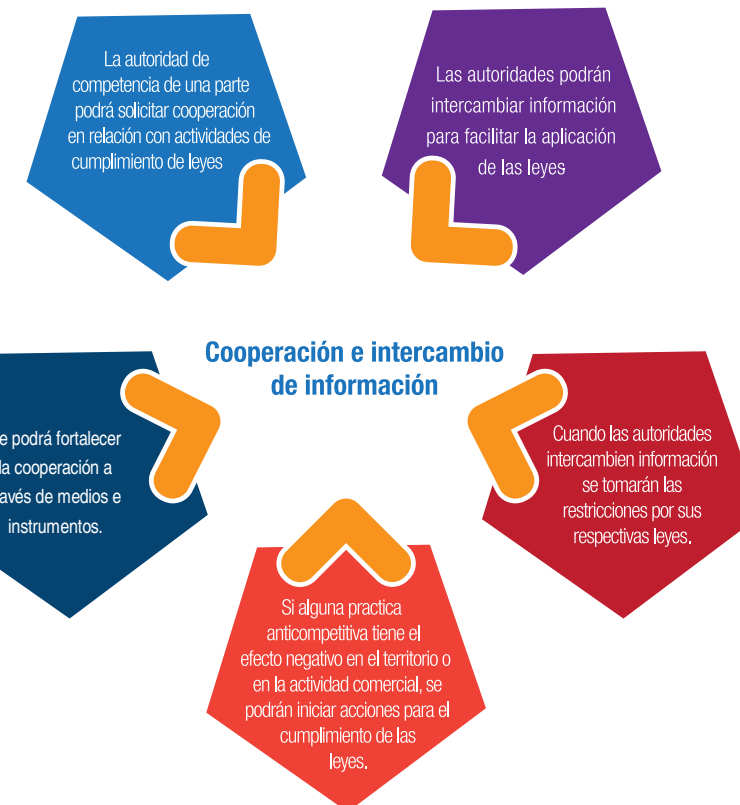 La autoridad de
competencia de una parte
podrá solicitar cooperación
en relación con actividades de
cumplimiento de leyes
Las autoridades podrán
intercambiar información
para facilitar la aplicación
de las leyes
Cooperación e intercambio
de información
e podrá fortalecer
la cooperación a
avés de medios e
instrumentos.
Cuando las autoridades
intercambien información
se tomarán las
restricciones por sus
respectivas leyes.
Si alguna practica
anticompetitiva tiene el
efecto negativo en el territorio o
en la actividad comercial, se
podrán iniciar acciones para el
cumplimiento de las
leyes.